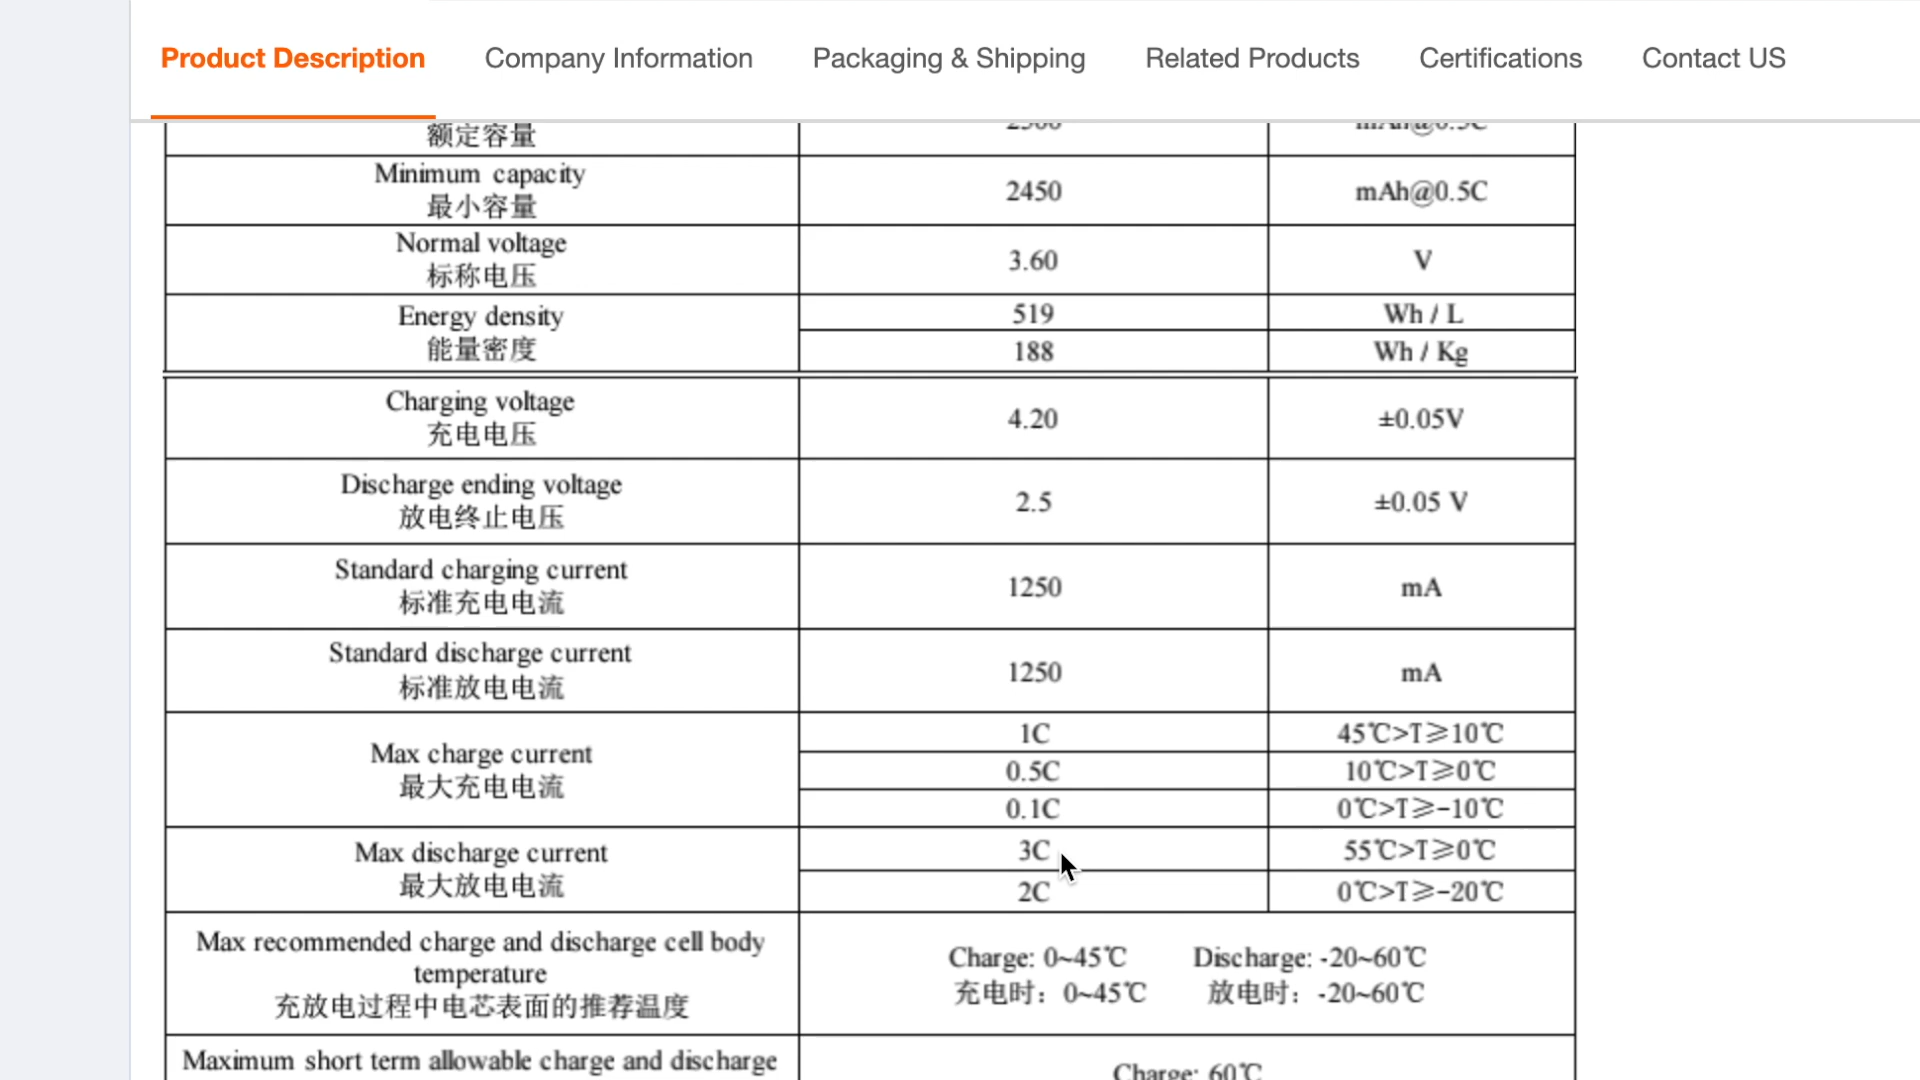 Product Description Company Information Packaging & Shipping Related Products Certifications Contact US
额定容量
Minimum capacity 2450 mAh@0.5C
最小容量
Normal voltage 3.60 V
标称电压
Energy density 519 Wh / L
能量密度 188 Wh / Kg
Charging voltage 4.20 ±0.05V
充电电压
Discharge ending voltage 2.5 ±0.05 V
放电终止电压
Standard charging current 1250 mA
标准充电电流
Standard discharge current 1250 mA
标准放电电流
Max charge current 1C 45℃>T≥10℃
最大充电电流 0.5C 10℃>T≥0℃
0.1C 0℃>T≥-10℃
Max discharge current 3C 55℃>T≥0℃
最大放电电流 2C 0℃>T≥-20℃
Max recommended charge and discharge cell body
temperature
充放电过程中电芯表面的推荐温度
Charge: 0~45℃ Discharge: -20~60℃
充电时：0~45℃ 放电时：-20~60℃
Maximum short term allowable charge and discharge
Charge: 60℃